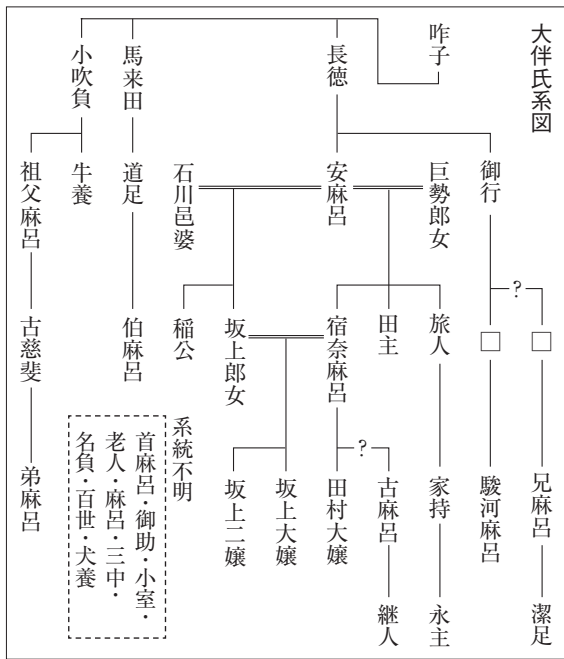 大伴氏系図
咋子
長徳
馬来田
小吹負
御行
巨勢郎女
安麻呂
石川邑婆
道足
牛養
祖父麻呂
?
□
□
旅人
田主
宿奈麻呂
坂上郎女
稲公
伯麻呂
古慈斐
兄麻呂
駿河麻呂
家持
?
古麻呂
田村大嬢
坂上大嬢
坂上二嬢
弟麻呂
潔足
永主
継人
系統不明
首麻呂・御助・小室・
老人・麻呂・三中・
名負・百世・犬養